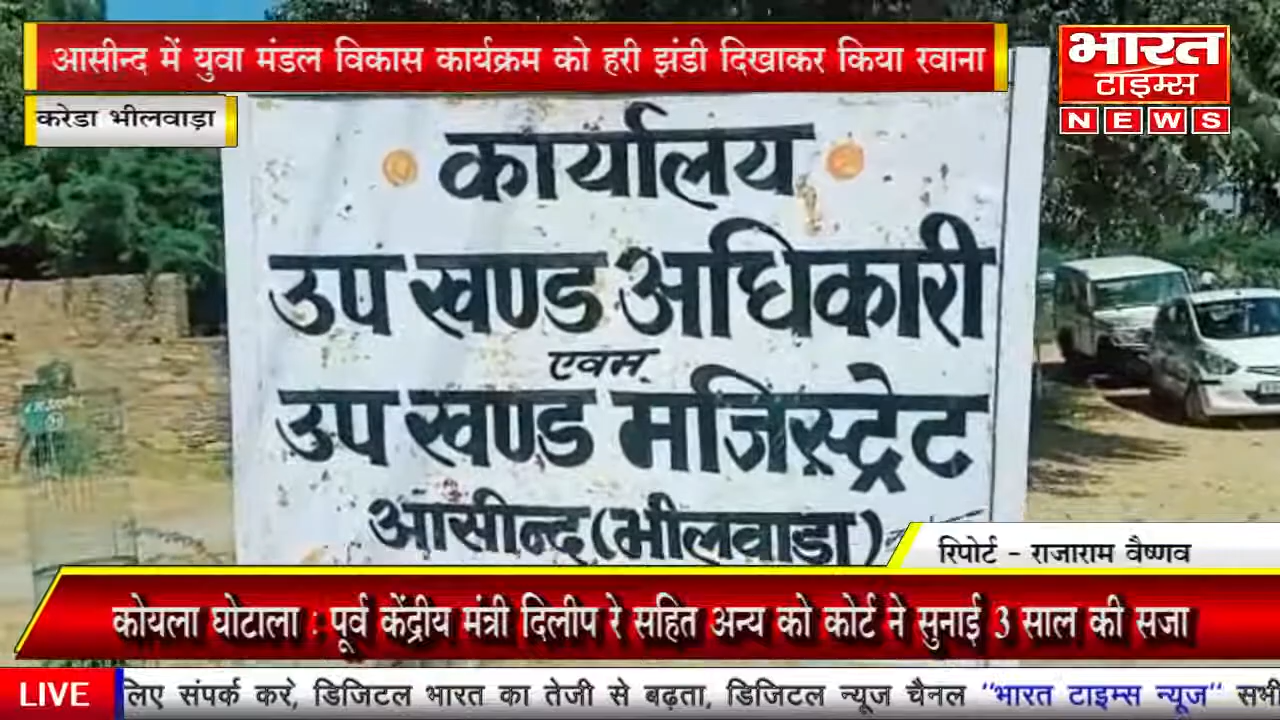 आसीन्द में युवा मंडल विकास कार्यक्रम को हरी झंडी दिखाकर किया रवाना
भारत
टाइम्स
NEWS
करेडा भीलवाड़ा
कार्यालय
उप खण्ड अधिकारी
एवम्
उप खण्ड मजिस्ट्रेट
आसीन्द (भीलवाडा)
रिपोर्ट - राजाराम वैष्णव
कोयला घोटाला : पूर्व केंद्रीय मंत्री दिलीप रे सहित अन्य को कोर्ट ने सुनाई 3 साल की सजा
LIVE लिए संपर्क करे, डिजिटल भारत का तेजी से बढ़ता, डिजिटल न्यूज चैनल "भारत टाइम्स न्यूज" सभी